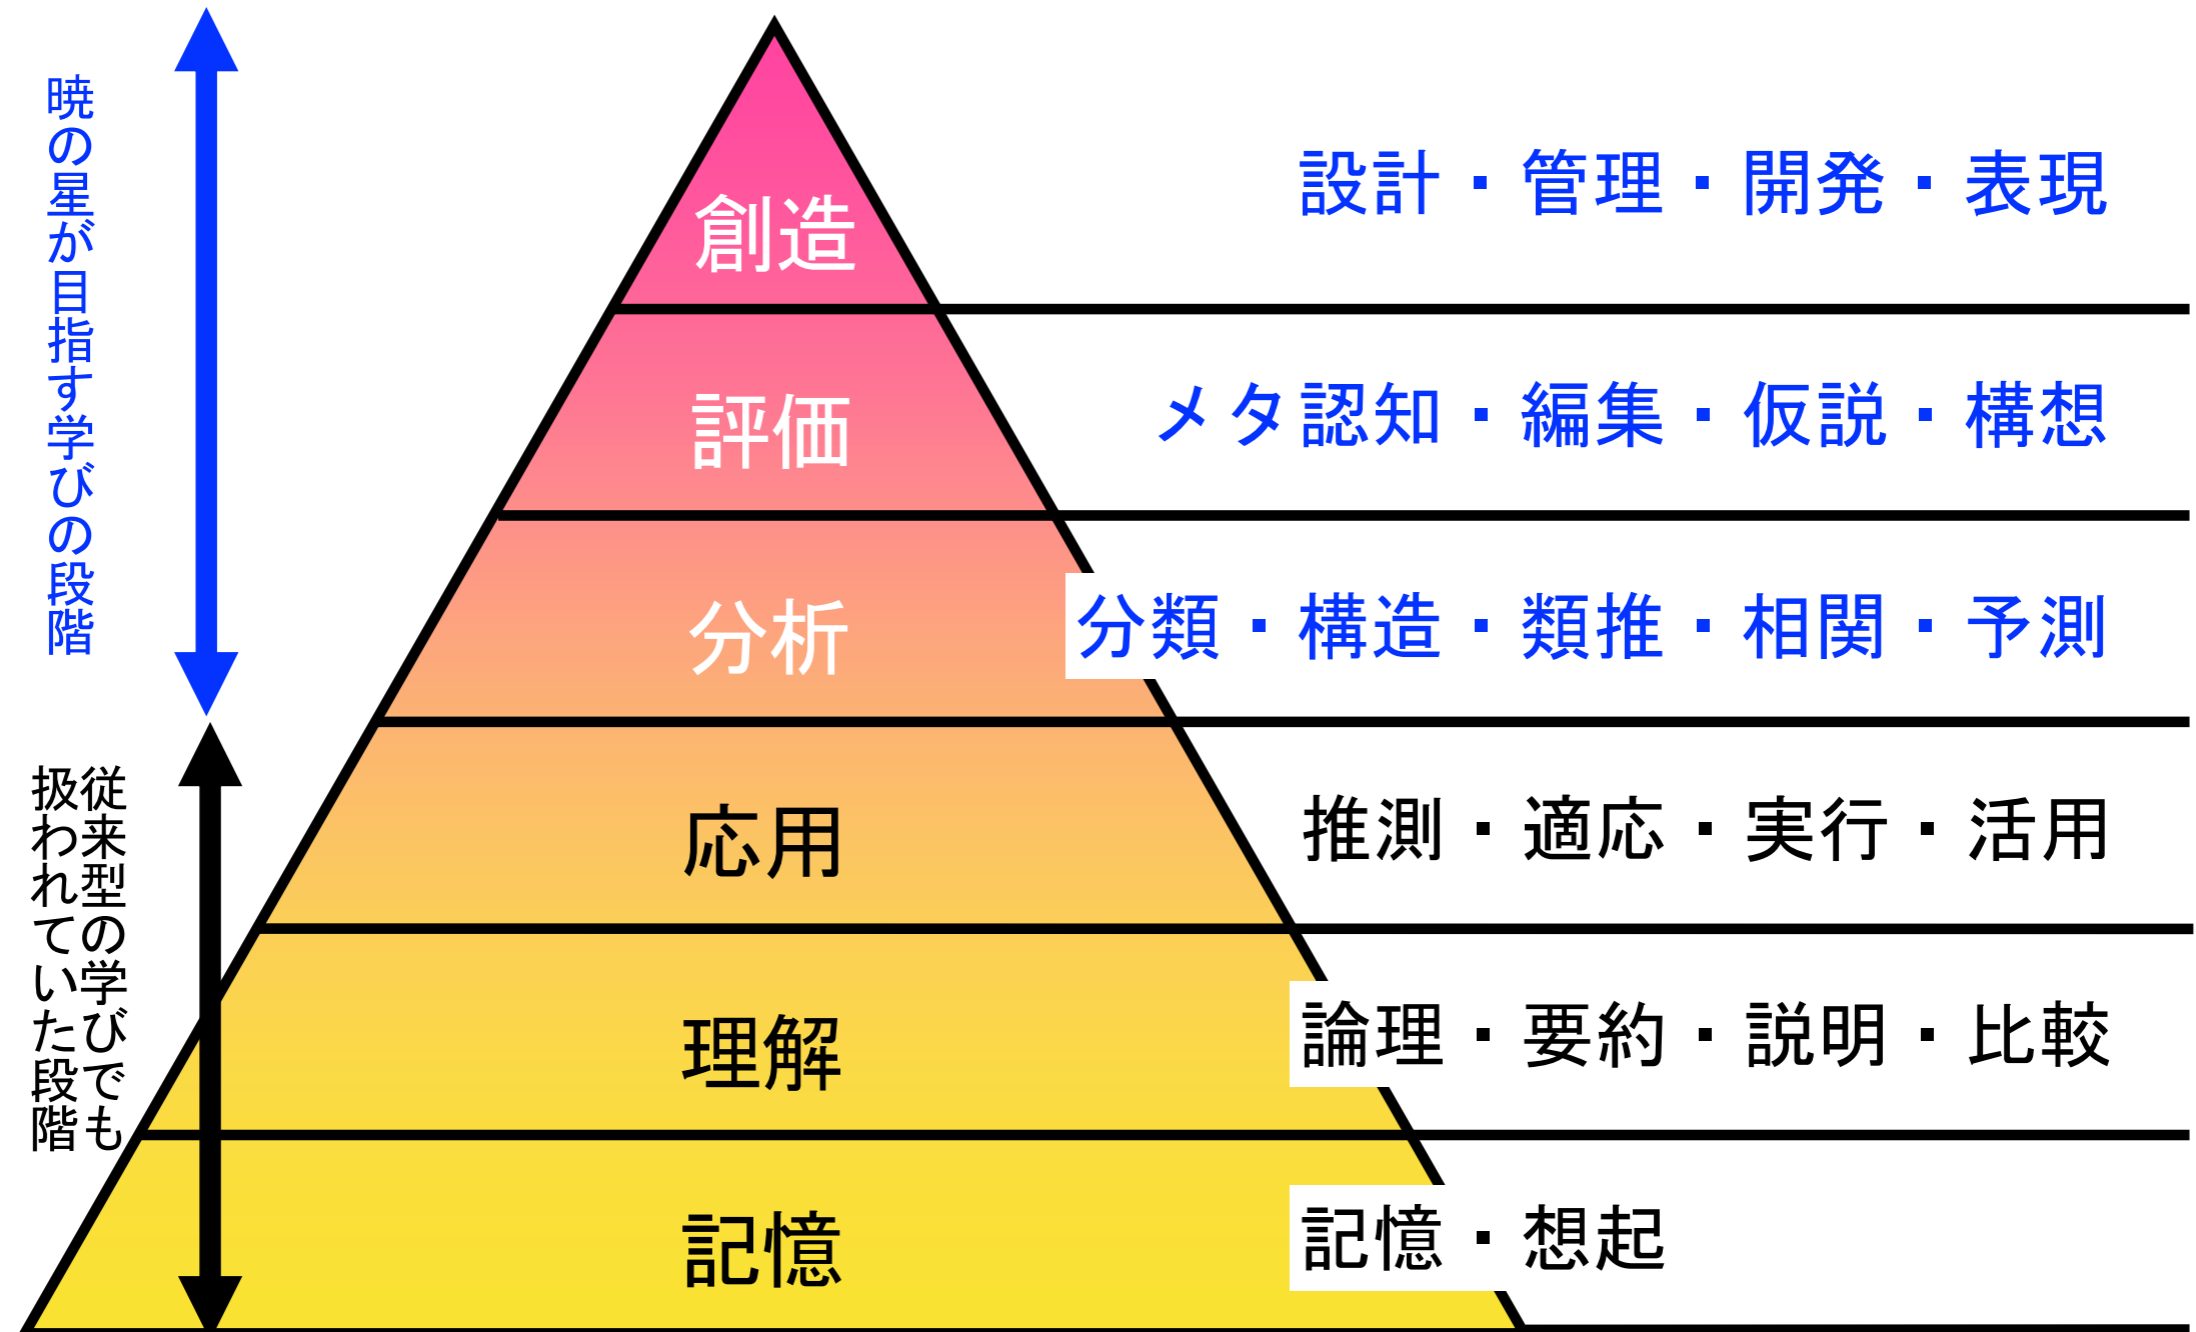 暁の星が目指す学びの段階
創造
設計・管理・開発・表現
評価
メタ認知・編集・仮説・構想
分析
分類・構造・類推・相関・予測
従来型の学びでも
扱われていた段階
応用
推測・適応・実行・活用
理解
論理・要約・説明・比較
記憶
記憶・想起